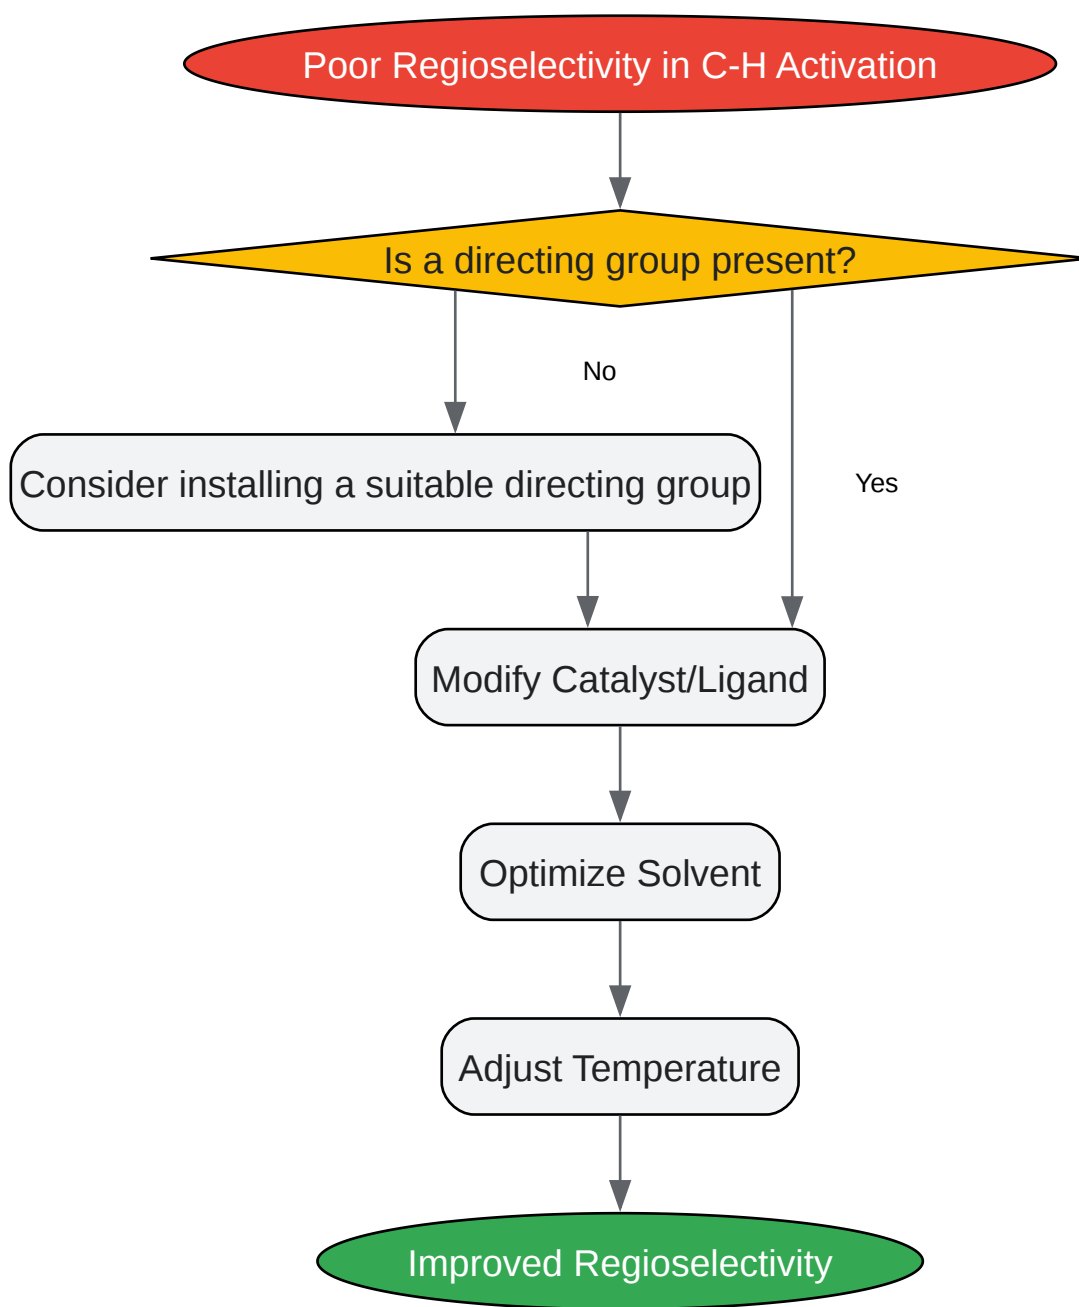 Poor Regioselectivity in C-H Activation
Is a directing group present?
No
Consider installing a suitable directing group
Yes
Modify Catalyst/Ligand
Optimize Solvent
Adjust Temperature
Improved Regioselectivity